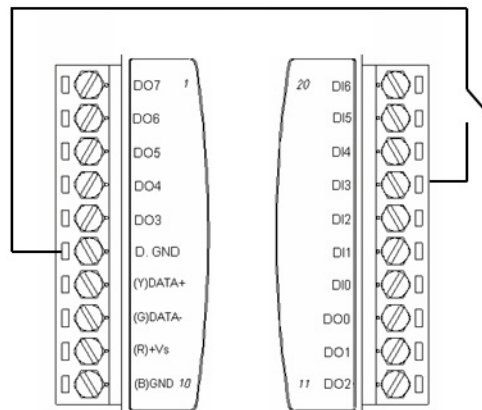 DO7 1
DO6
DO5
DO4
DO3
D. GND
(Y)DATA+
(G)DATA-
(R)+Vs
(B)GND 10
20 DI6
DI5
DI4
DI3
DI2
DI1
DI0
DO0
DO1
11 DO2